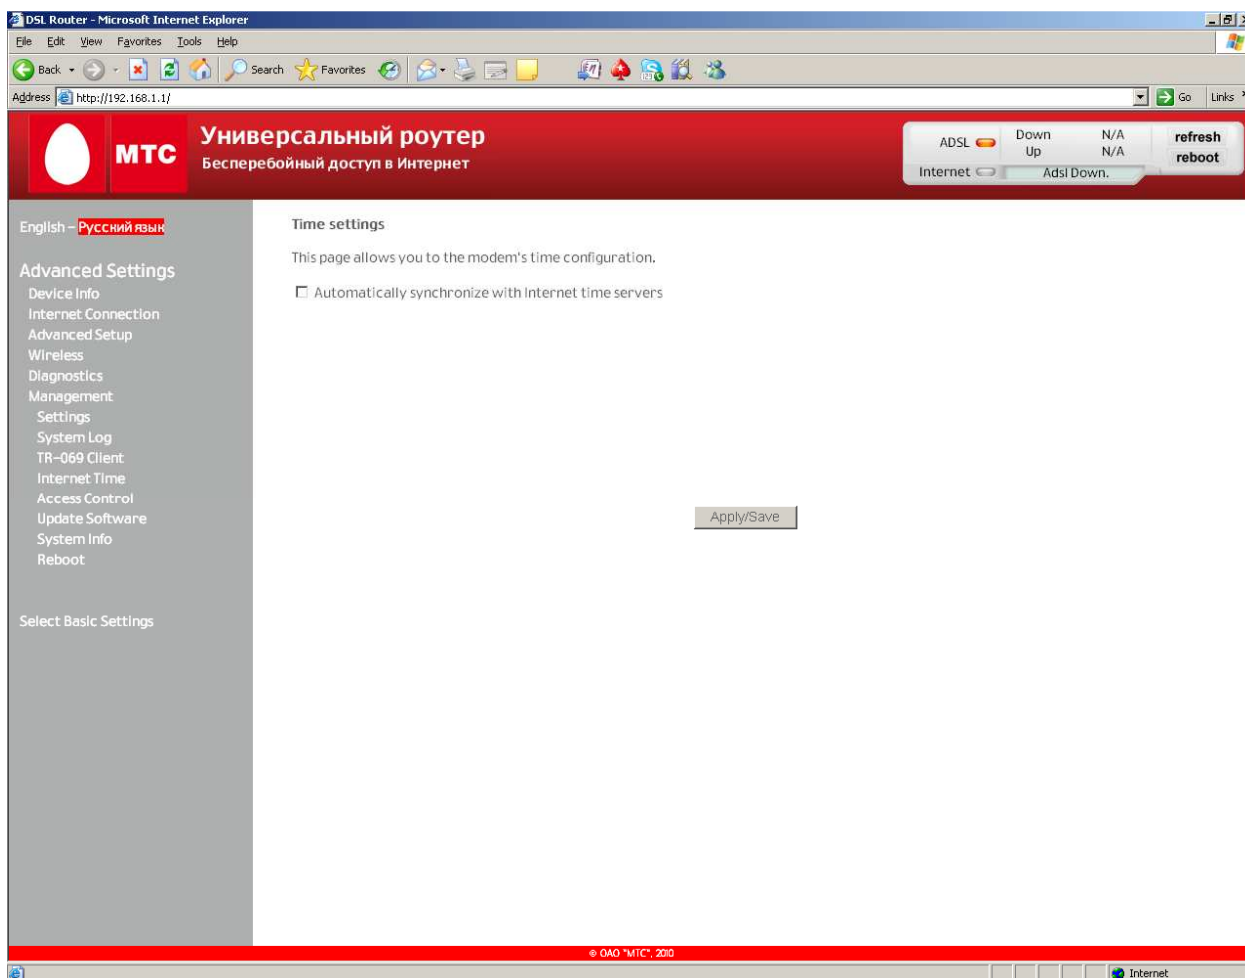 DSL Router - Microsoft Internet Explorer
File Edit View Favorites Tools Help
Back Search Favorites
Address http://192.168.1.1/ Go Links
МТС Универсальный роутер
Бесперебойный доступ в Интернет
ADSL Down N/A refresh
Up N/A reboot
Internet Adsl Down.
English – Русский язык
Advanced Settings
Device Info
Internet Connection
Advanced Setup
Wireless
Diagnostics
Management
Settings
System Log
TR-069 Client
Internet Time
Access Control
Update Software
System Info
Reboot
Select Basic Settings
Time settings
This page allows you to the modem's time configuration.
Automatically synchronize with Internet time servers
Apply/Save
© ОАО "МТС", 2010
Internet